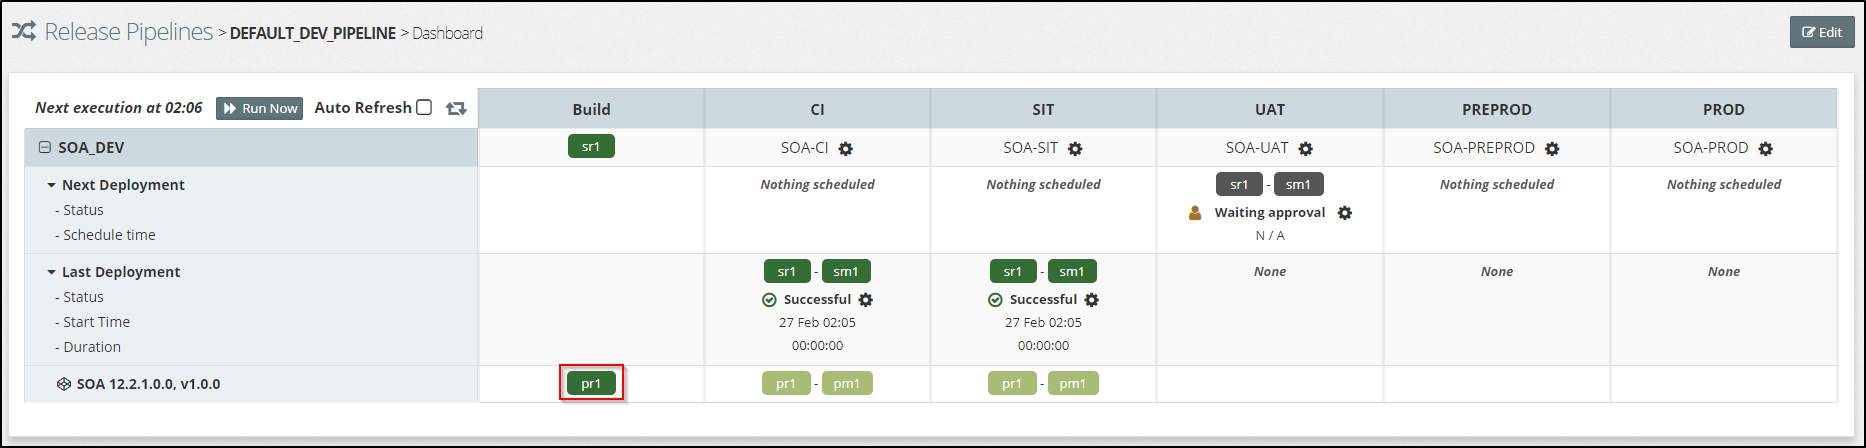 Release Pipelines > DEFAULT_DEV_PIPELINE > Dashboard
Edit
Next execution at 02:06 Run Now Auto Refresh Build CI SIT UAT PREPROD PROD
SOA_DEV sr1 SOA-CI SOA-SIT SOA-UAT SOA-PREPROD SOA-PROD
Next Deployment Nothing scheduled Nothing scheduled sr1 - sm1 Nothing scheduled Nothing scheduled
- Status Waiting approval
- Schedule time N / A
Last Deployment sr1 - sm1 sr1 - sm1 None None None
- Status Successful Successful
- Start Time 27 Feb 02:05 27 Feb 02:05
- Duration 00:00:00 00:00:00
SOA 12.2.1.0.0, v1.0.0 pr1 pr1 - pm1 pr1 - pm1